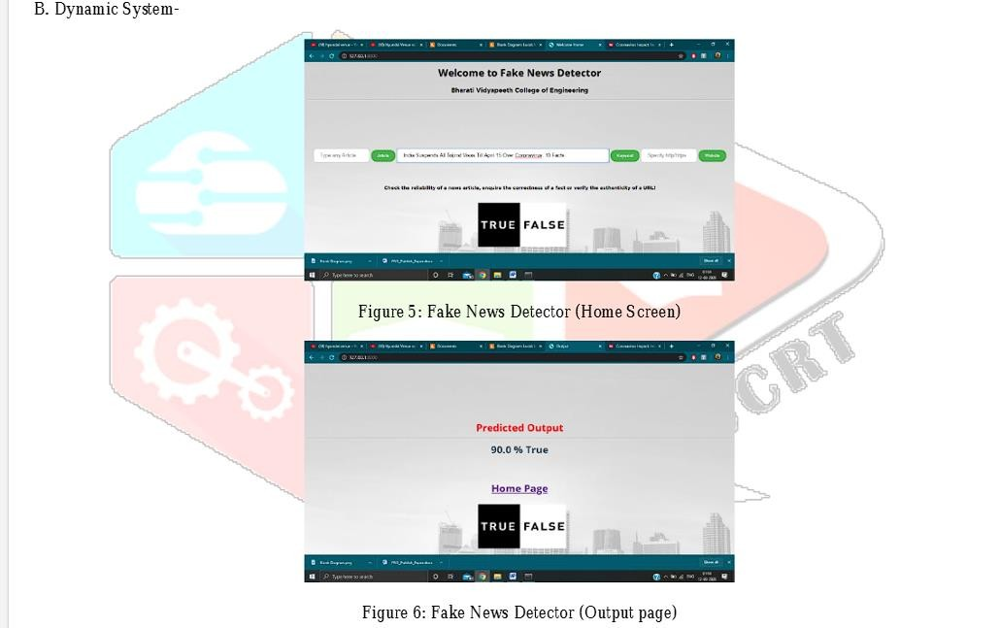 B. Dynamic System-
Welcome to Fake News Detector
Bharati Vidyapeeth College of Engineering
Type any Article Article India Suspends All Tourist Visas Till April 15 Over Coronavirus: 10 Facts Keyword Specify http/https Website
Check the reliability of a news article, enquire the correctness of a fact or verify the authenticity of a URL!
TRUE FALSE
Show all
Type here to search
Figure 5: Fake News Detector (Home Screen)
Predicted Output
90.0 % True
Home Page
TRUE FALSE
Show all
Type here to search
Figure 6: Fake News Detector (Output page)
CRT